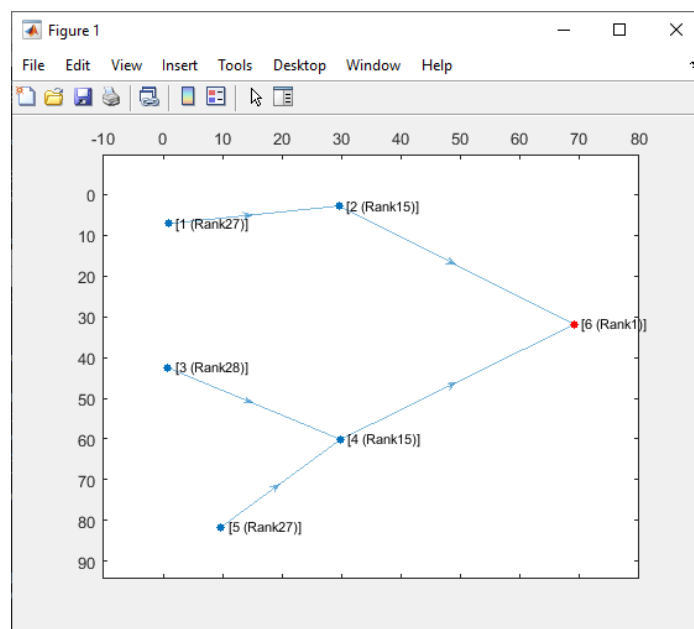 Figure 1
File Edit View Insert Tools Desktop Window Help
-10 0 10 20 30 40 50 60 70 80
0
[2 (Rank15)]
[1 (Rank27)]
10
20
30
[6 (Rank1)]
40
[3 (Rank28)]
50
60
[4 (Rank15)]
70
80
[5 (Rank27)]
90